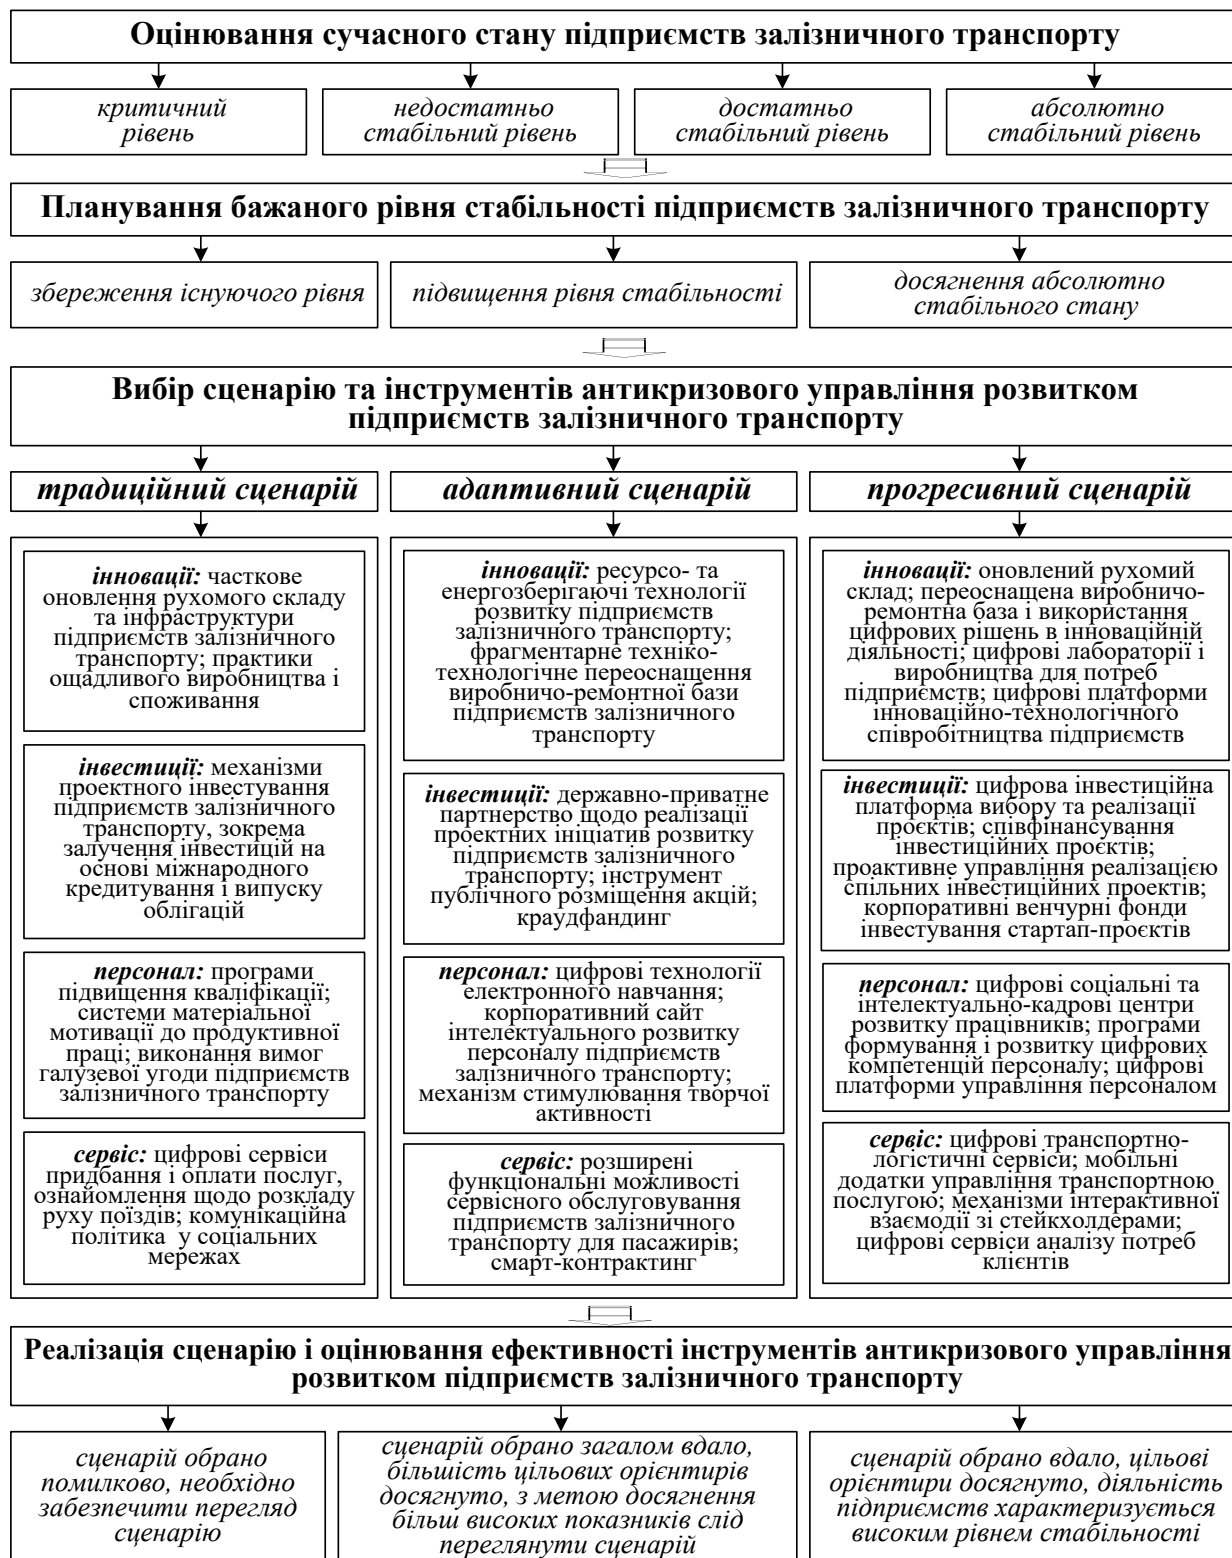 Оцінювання сучасного стану підприємств залізничного транспорту
критичний
рівень
недостатньо
стабільний рівень
достатньо
стабільний рівень
абсолютно
стабільний рівень
Планування бажаного рівня стабільності підприємств залізничного транспорту
збереження існуючого рівня
підвищення рівня стабільності
досягнення абсолютно
стабільного стану
Вибір сценарію та інструментів антикризового управління розвитком
підприємств залізничного транспорту
традиційний сценарій
адаптивний сценарій
прогресивний сценарій
інновації: часткове
оновлення рухомого складу
та інфраструктури
підприємств залізничного
транспорту; практики
ощадливого виробництва і
споживання
інвестиції: механізми
проектного інвестування
підприємств залізничного
транспорту, зокрема
залучення інвестицій на
основі міжнародного
кредитування і випуску
облігацій
персонал: програми
підвищення кваліфікації;
системи матеріальної
мотивації до продуктивної
праці; виконання вимог
галузевої угоди підприємств
залізничного транспорту
сервіс: цифрові сервіси
придбання і оплати послуг,
ознайомлення щодо розкладу
руху поїздів; комунікаційна
політика у соціальних
мережах
інновації: ресурсо- та
енергозберігаючі технології
розвитку підприємств
залізничного транспорту;
фрагментарне техніко-
технологічне переоснащення
виробничо-ремонтної бази
підприємств залізничного
транспорту
інвестиції: державно-приватне
партнерство щодо реалізації
проектних ініціатив розвитку
підприємств залізничного
транспорту; інструмент
публічного розміщення акцій;
краудфандинг
персонал: цифрові технології
електронного навчання;
корпоративний сайт
інтелектуального розвитку
персоналу підприємств
залізничного транспорту;
механізм стимулювання творчої
активності
сервіс: розширені
функціональні можливості
сервісного обслуговування
підприємств залізничного
транспорту для пасажирів;
смарт-контрактинг
інновації: оновлений рухомий
склад; переоснащена виробничо-
ремонтна база і використання
цифрових рішень в інноваційній
діяльності; цифрові лабораторії і
виробництва для потреб
підприємств; цифрові платформи
інноваційно-технологічного
співробітництва підприємств
інвестиції: цифрова інвестиційна
платформа вибору та реалізації
проєктів; співфінансування
інвестиційних проєктів;
проактивне управління реалізацією
спільних інвестиційних проектів;
корпоративні венчурні фонди
інвестування стартап-проєктів
персонал: цифрові соціальні та
інтелектуально-кадрові центри
розвитку працівників; програми
формування і розвитку цифрових
компетенцій персоналу; цифрові
платформи управління персоналом
сервіс: цифрові транспортно-
логістичні сервіси; мобільні
додатки управління транспортною
послугою; механізми інтерактивної
взаємодії зі стейкхолдерами;
цифрові сервіси аналізу потреб
клієнтів
Реалізація сценарію і оцінювання ефективності інструментів антикризового управління
розвитком підприємств залізничного транспорту
сценарій обрано
помилково, необхідно
забезпечити перегляд
сценарію
сценарій обрано загалом вдало,
більшість цільових орієнтирів
досягнуто, з метою досягнення
більш високих показників слід
переглянути сценарій
сценарій обрано вдало, цільові
орієнтири досягнуто, діяльність
підприємств характеризується
високим рівнем стабільності